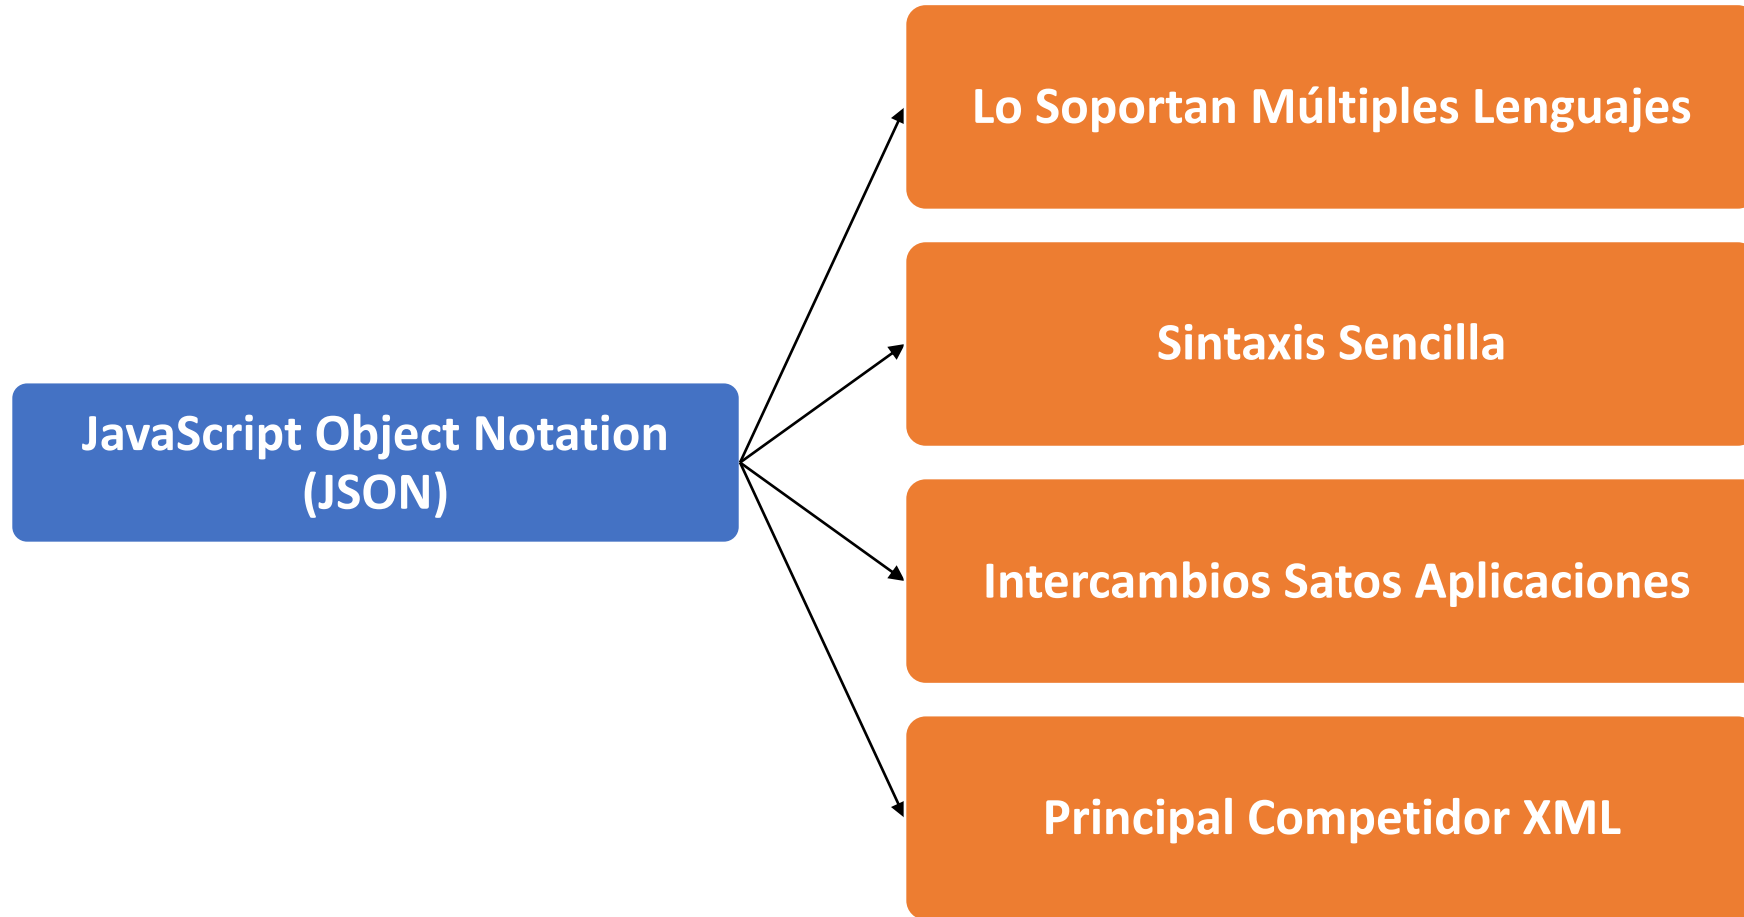 Lo Soportan Múltiples Lenguajes
Sintaxis Sencilla
JavaScript Object Notation
(JSON)
Intercambios Satos Aplicaciones
Principal Competidor XML